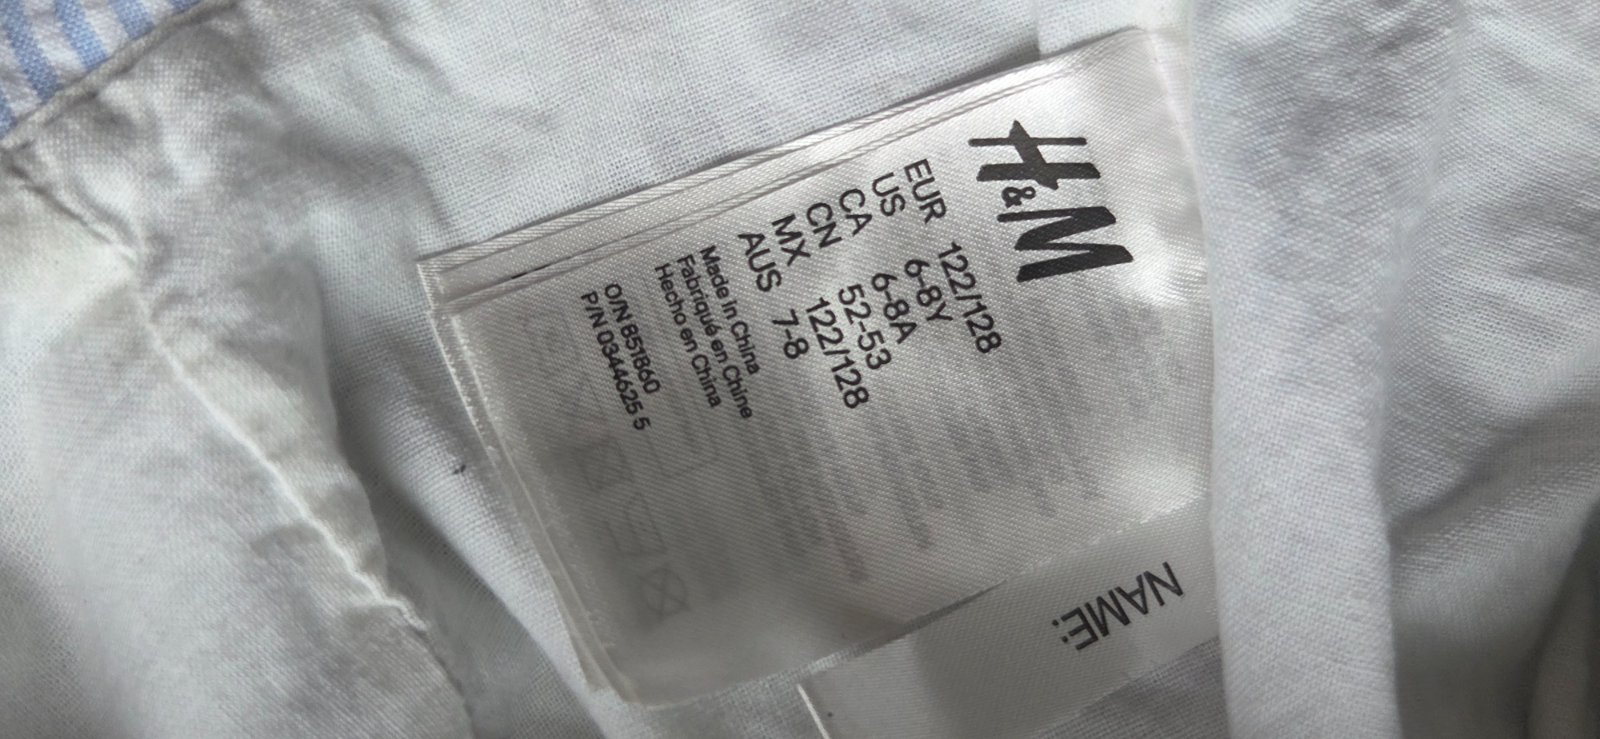 H&M
EUR 122/128
US 6-8Y
CA 6-8A
CN 52-53
MX 122/128
AUS 7-8
Made in China
Fabriqué en Chine
Hecho en China
O/N 851860
P/N 0344625 5
NAME: